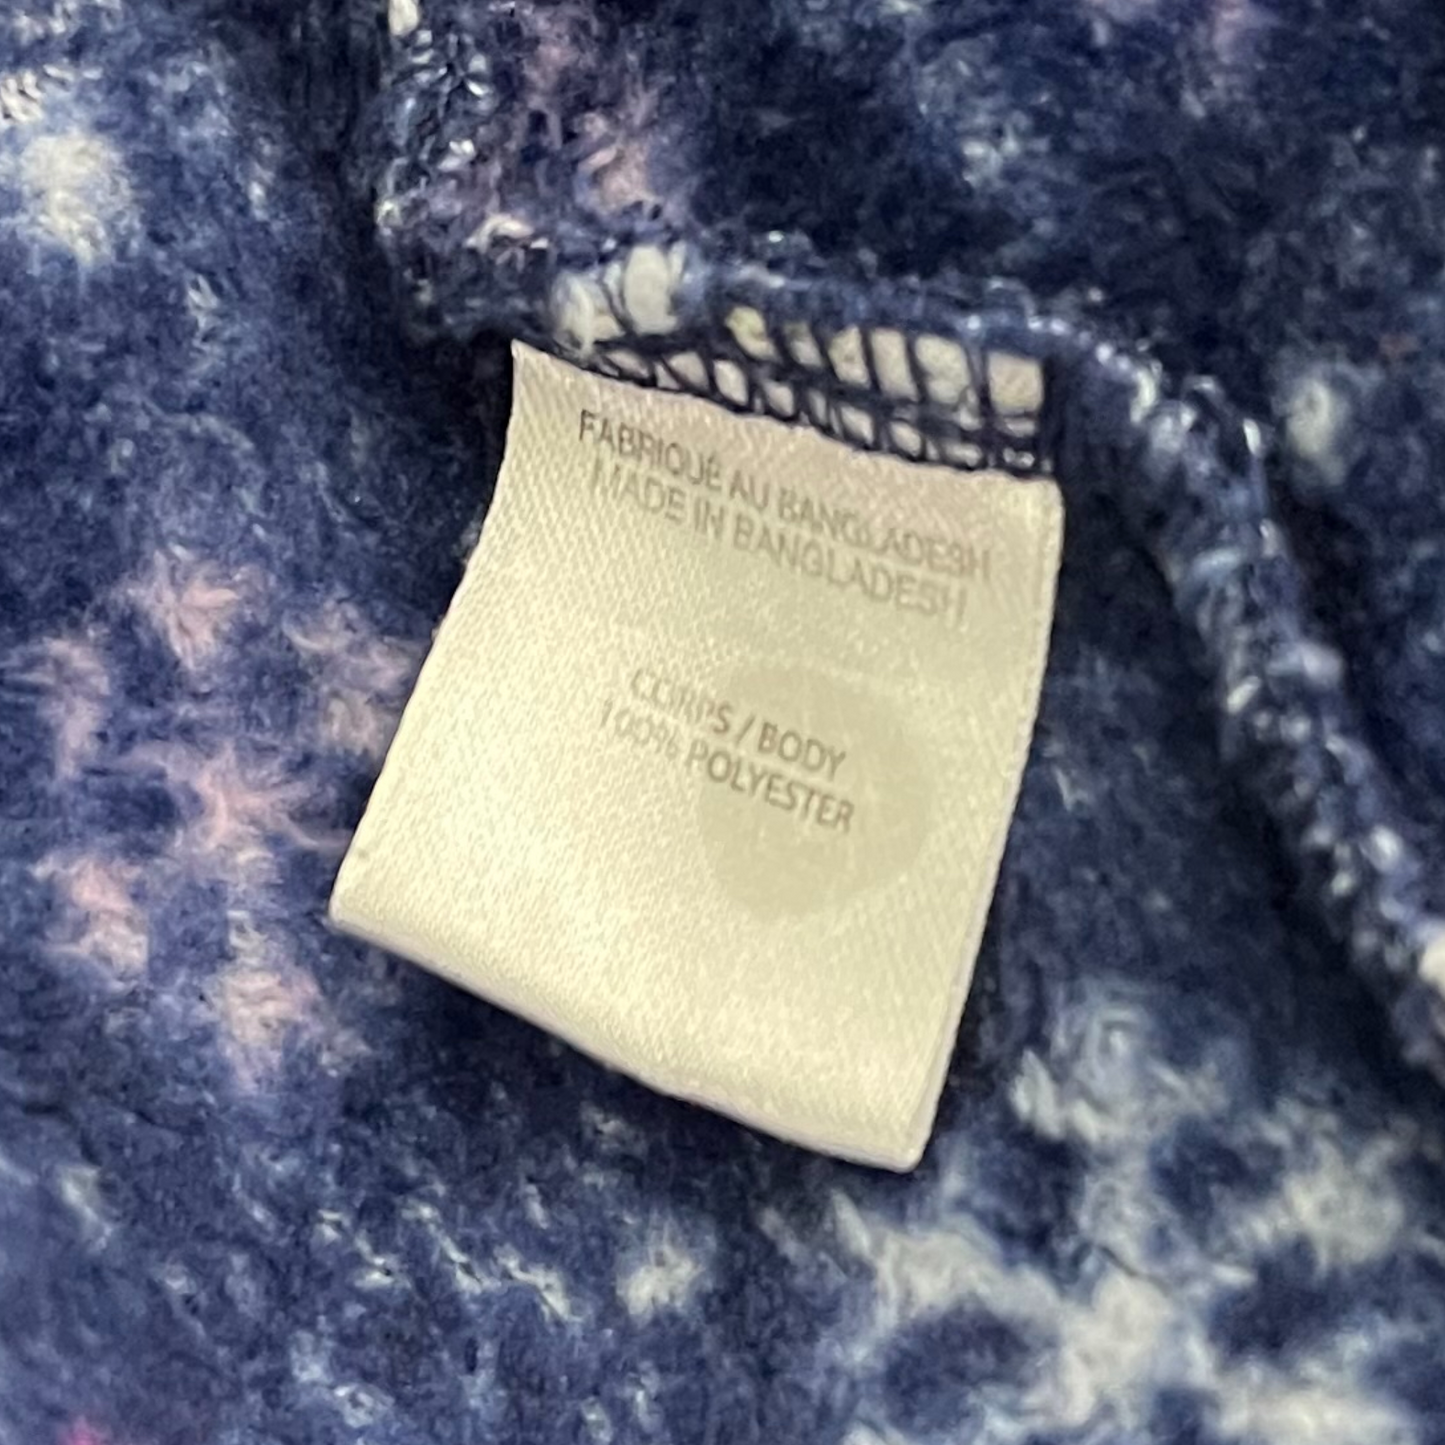 FABRIQUÉ AU BANGLADESH
MADE IN BANGLADESH
CORPS / BODY
100% POLYESTER